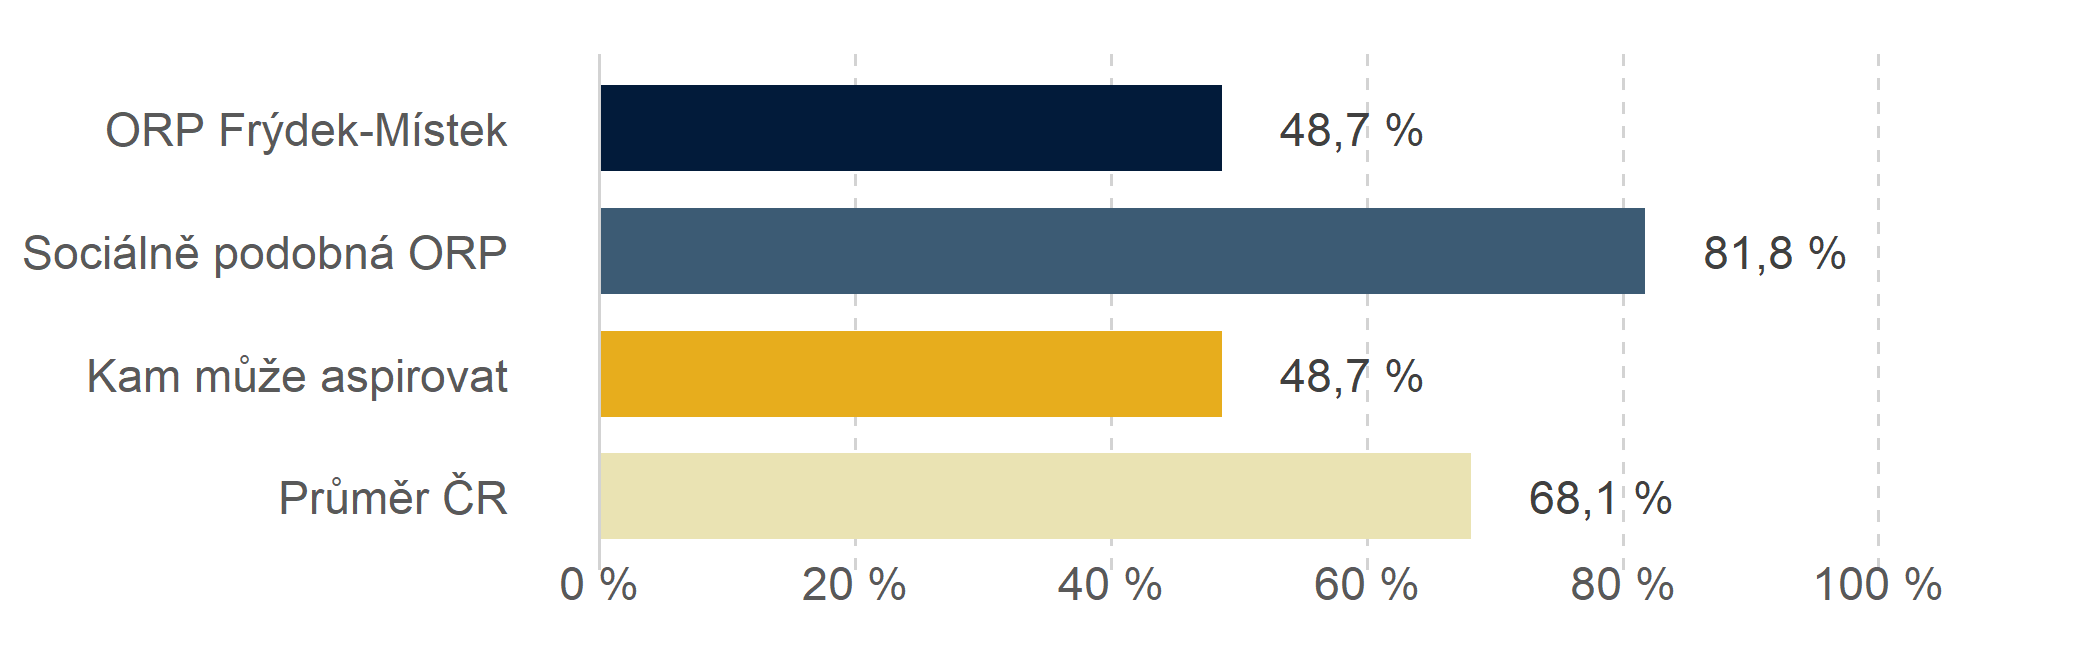 ORP Frýdek-Místek
48,7 %
Sociálně podobná ORP
81,8 %
Kam může aspirovat
48,7 %
Průměr ČR
68,1 %
0 %
20 %
40 %
60 %
80 %
100 %